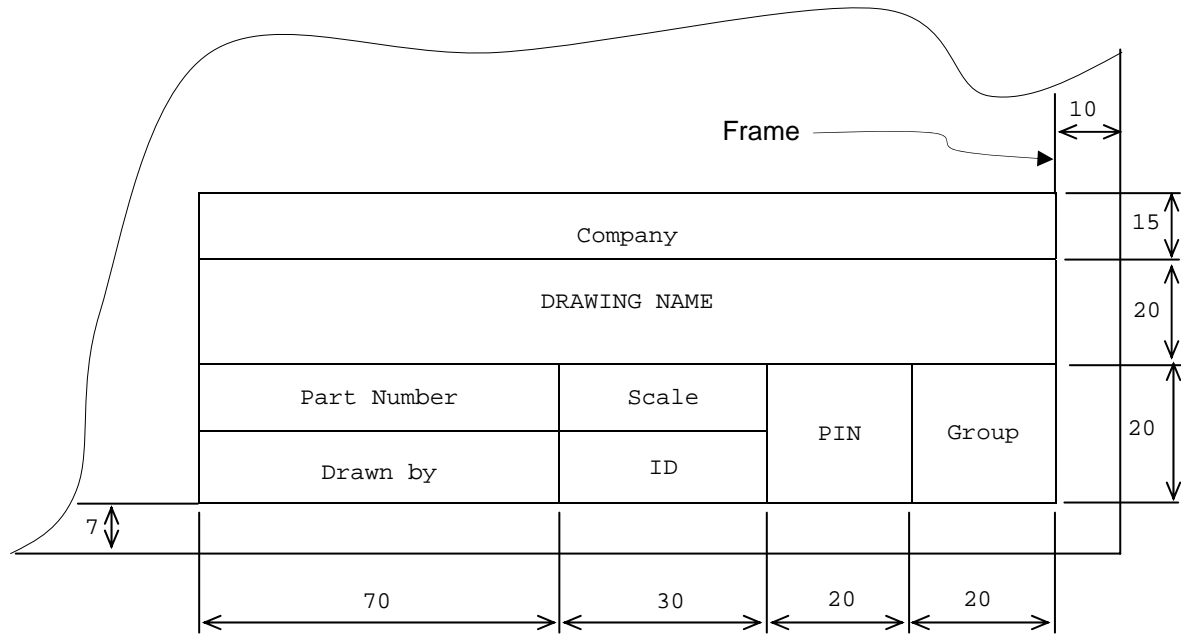 10
Frame
15
Company
DRAWING NAME
20
Part Number
Scale
PIN
Group
20
Drawn by
ID
7
70
30
20
20